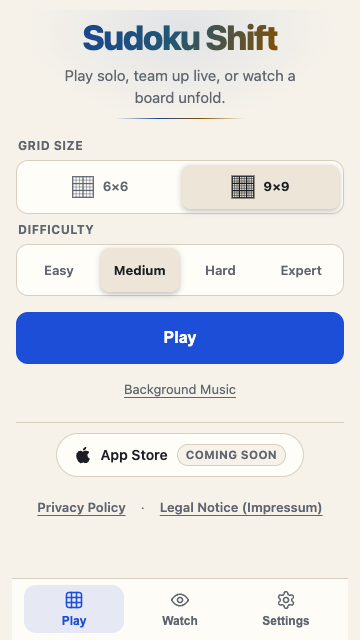 Sudoku Shift
Play solo, team up live, or watch a
board unfold.
GRID SIZE
6×6
9×9
DIFFICULTY
Easy
Medium
Hard
Expert
Play
Background Music
App Store
COMING SOON
Privacy Policy · Legal Notice (Impressum)
Play
Watch
Settings